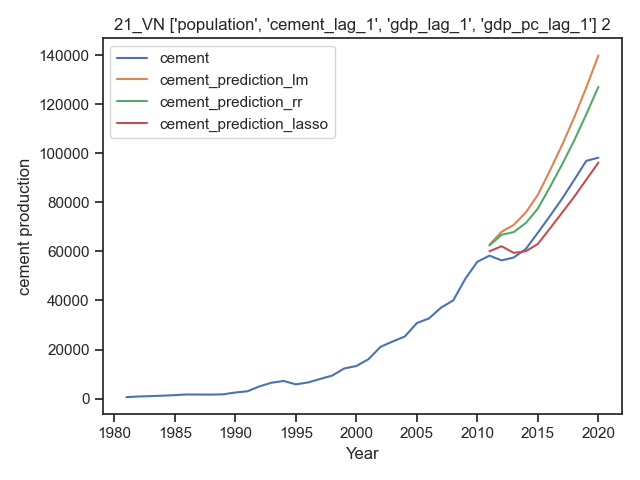 21_VN ['population', 'cement_lag_1', 'gdp_lag_1', 'gdp_pc_lag_1'] 2
cement
cement_prediction_lm
cement_prediction_rr
cement_prediction_lasso
140000
120000
100000
80000
60000
40000
20000
0
cement production
1980
1985
1990
1995
2000
2005
2010
2015
2020
Year